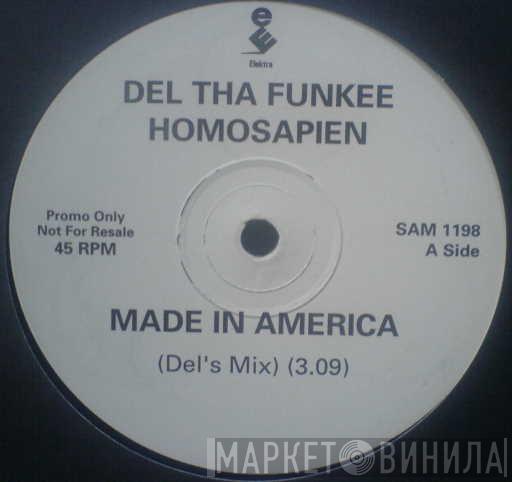 Elektra
DEL THA FUNKEE
HOMOSAPIEN
Promo Only
Not For Resale
45 RPM
SAM 1198
A Side
MADE IN AMERICA
(Del's Mix) (3.09)
МАРКЕТ ВИНИЛА